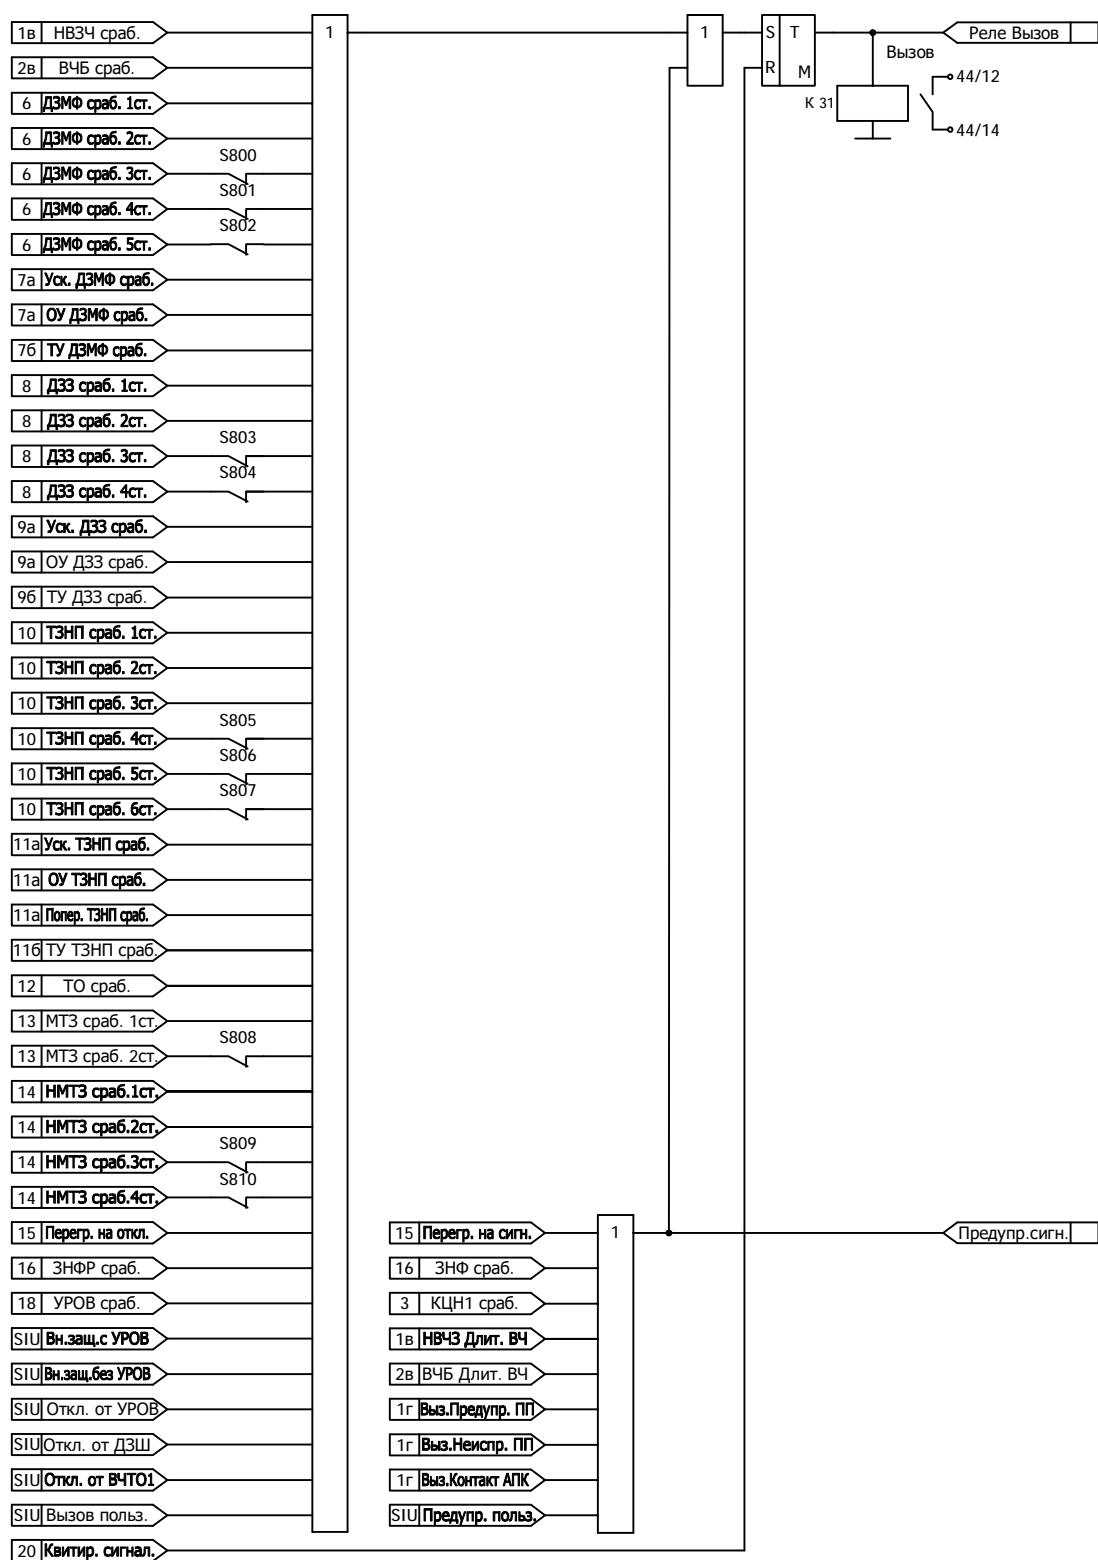 1в НВЗЧ сраб. 1 1 S T Реле Вызов
Вызов
2в ВЧБ сраб. R M 44/12
6 ДЗМФ сраб. 1ст. К 31
44/14
6 ДЗМФ сраб. 2ст.
S800
6 ДЗМФ сраб. 3ст.
S801
6 ДЗМФ сраб. 4ст.
S802
6 ДЗМФ сраб. 5ст.
7а Уск. ДЗМФ сраб.
7а ОУ ДЗМФ сраб.
7б ТУ ДЗМФ сраб.
8 ДЗЗ сраб. 1ст.
8 ДЗЗ сраб. 2ст.
S803
8 ДЗЗ сраб. 3ст.
S804
8 ДЗЗ сраб. 4ст.
9а Уск. ДЗЗ сраб.
9а ОУ ДЗЗ сраб.
9б ТУ ДЗЗ сраб.
10 ТЗНП сраб. 1ст.
10 ТЗНП сраб. 2ст.
10 ТЗНП сраб. 3ст.
S805
10 ТЗНП сраб. 4ст.
S806
10 ТЗНП сраб. 5ст.
S807
10 ТЗНП сраб. 6ст.
11а Уск. ТЗНП сраб.
11а ОУ ТЗНП сраб.
11а Попер. ТЗНП сраб.
11б ТУ ТЗНП сраб.
12 ТО сраб.
13 МТЗ сраб. 1ст.
S808
13 МТЗ сраб. 2ст.
14 НМТЗ сраб.1ст.
14 НМТЗ сраб.2ст.
S809
14 НМТЗ сраб.3ст.
S810
14 НМТЗ сраб.4ст.
15 Перегр. на откл. 15 Перегр. на сигн. 1 Предупр.сигн.
16 ЗНФР сраб. 16 ЗНФ сраб.
18 УРОВ сраб. 3 КЦН1 сраб.
SIU Вн.защ.с УРОВ 1в НВЧЗ Длит. ВЧ
SIU Вн.защ.без УРОВ 2в ВЧБ Длит. ВЧ
SIU Откл. от УРОВ 1г Выз.Предупр. ПП
SIU Откл. от ДЗШ 1г Выз.Неиспр. ПП
SIU Откл. от ВЧТО1 1г Выз.Контакт АПК
SIU Вызов польз. SIU Предупр. польз.
20 Квитир. сигнал.